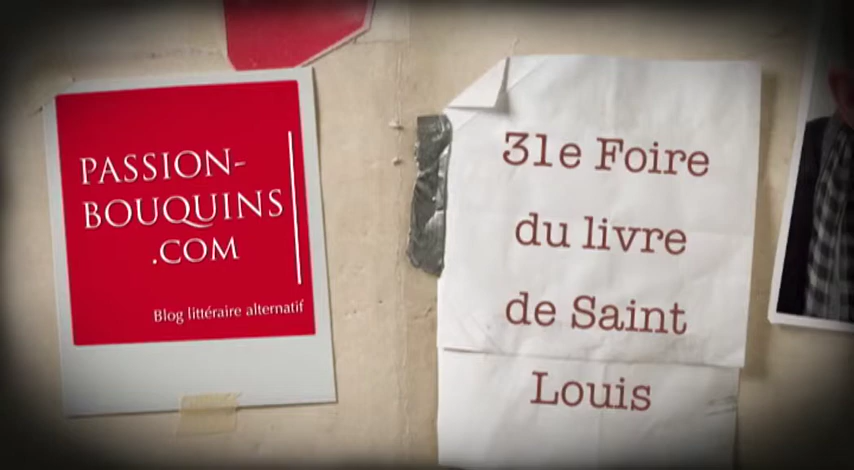 PASSION-
BOUQUINS
.COM
Blog littéraire alternatif
31e Foire
du livre
de Saint
Louis